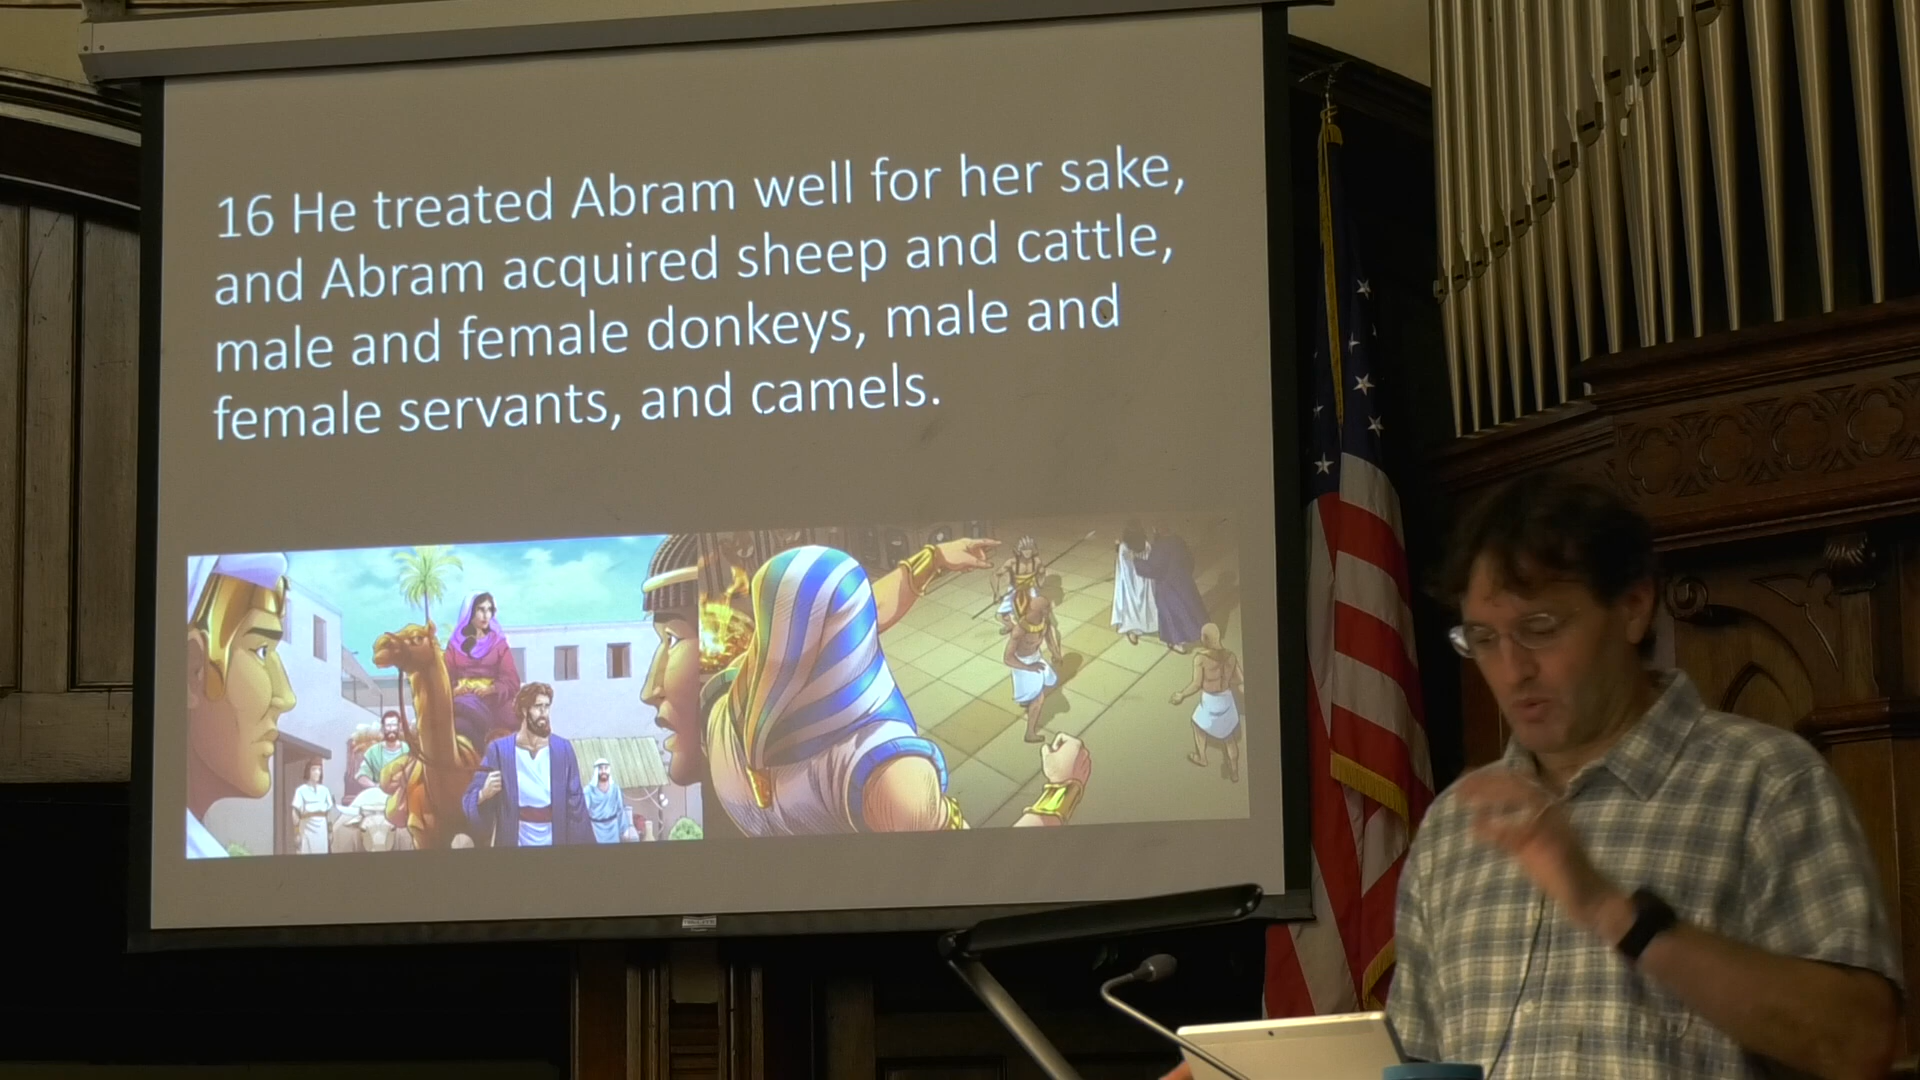 16 He treated Abram well for her sake,
and Abram acquired sheep and cattle,
male and female donkeys, male and
female servants, and camels.